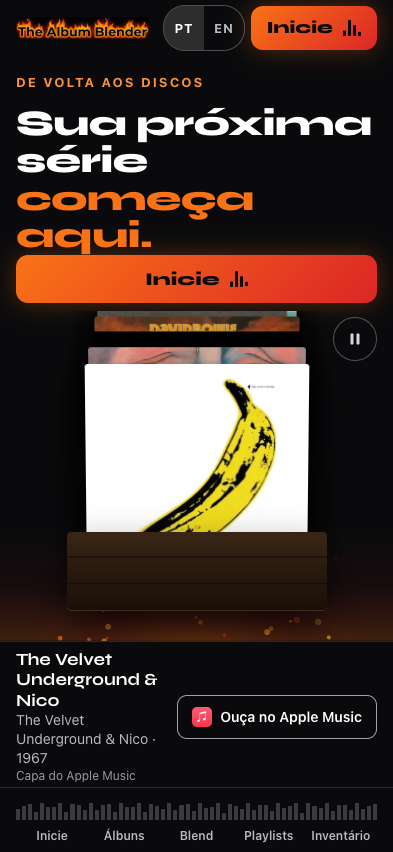 The Album Blender
PT
EN
Inicie
DE VOLTA AOS DISCOS
Sua próxima
série
começa
aqui.
Inicie
DAVID BOWIE
The Velvet
Underground &
Nico
The Velvet
Underground & Nico ·
1967
Capa do Apple Music
Ouça no Apple Music
Inicie
Álbuns
Blend
Playlists
Inventário